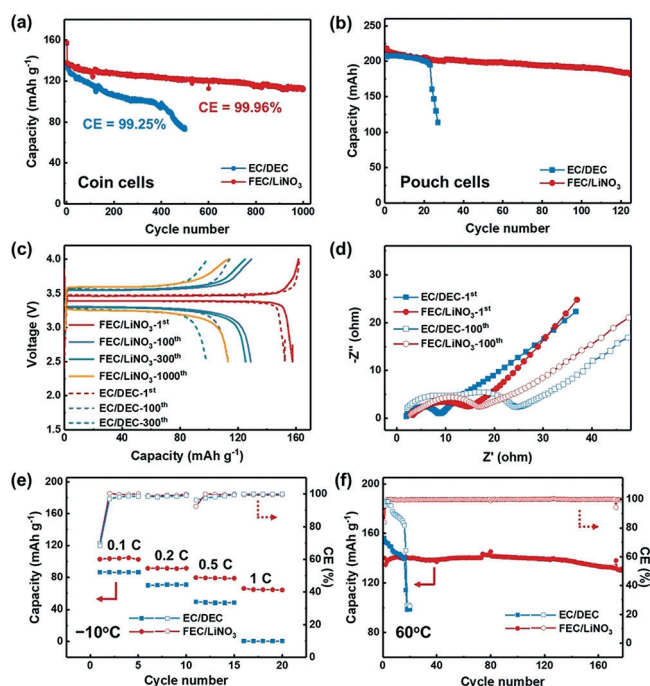 (a)
200
160
120
80
40
0
0 200 400 600 800 1000
Capacity (mAh g⁻¹)
CE = 99.96%
CE = 99.25%
EC/DEC
FEC/LiNO₃
Coin cells
Cycle number
(b)
250
200
150
100
50
0
0 20 40 60 80 100 120
Capacity (mAh)
EC/DEC
FEC/LiNO₃
Pouch cells
Cycle number
(c)
4.0
3.5
3.0
2.5
2.0
1.5
0 40 80 120 160
Voltage (V)
FEC/LiNO₃-1ˢᵗ
FEC/LiNO₃-100ᵗʰ
FEC/LiNO₃-300ᵗʰ
FEC/LiNO₃-1000ᵗʰ
EC/DEC-1ˢᵗ
EC/DEC-100ᵗʰ
EC/DEC-300ᵗʰ
Capacity (mAh g⁻¹)
(d)
30
20
10
0
0 10 20 30 40
-Z'' (ohm)
EC/DEC-1ˢᵗ
FEC/LiNO₃-1ˢᵗ
EC/DEC-100ᵗʰ
FEC/LiNO₃-100ᵗʰ
Z' (ohm)
(e)
200
160
120
80
40
0
100
80
60
40
20
0
0 5 10 15 20
Capacity (mAh g⁻¹)
CE (%)
0.1 C
0.2 C
0.5 C
1 C
EC/DEC
FEC/LiNO₃
−10°C
Cycle number
(f)
180
150
120
90
100
80
60
40
20
0
0 40 80 120 160
Capacity (mAh g⁻¹)
CE (%)
EC/DEC
FEC/LiNO₃
60°C
Cycle number